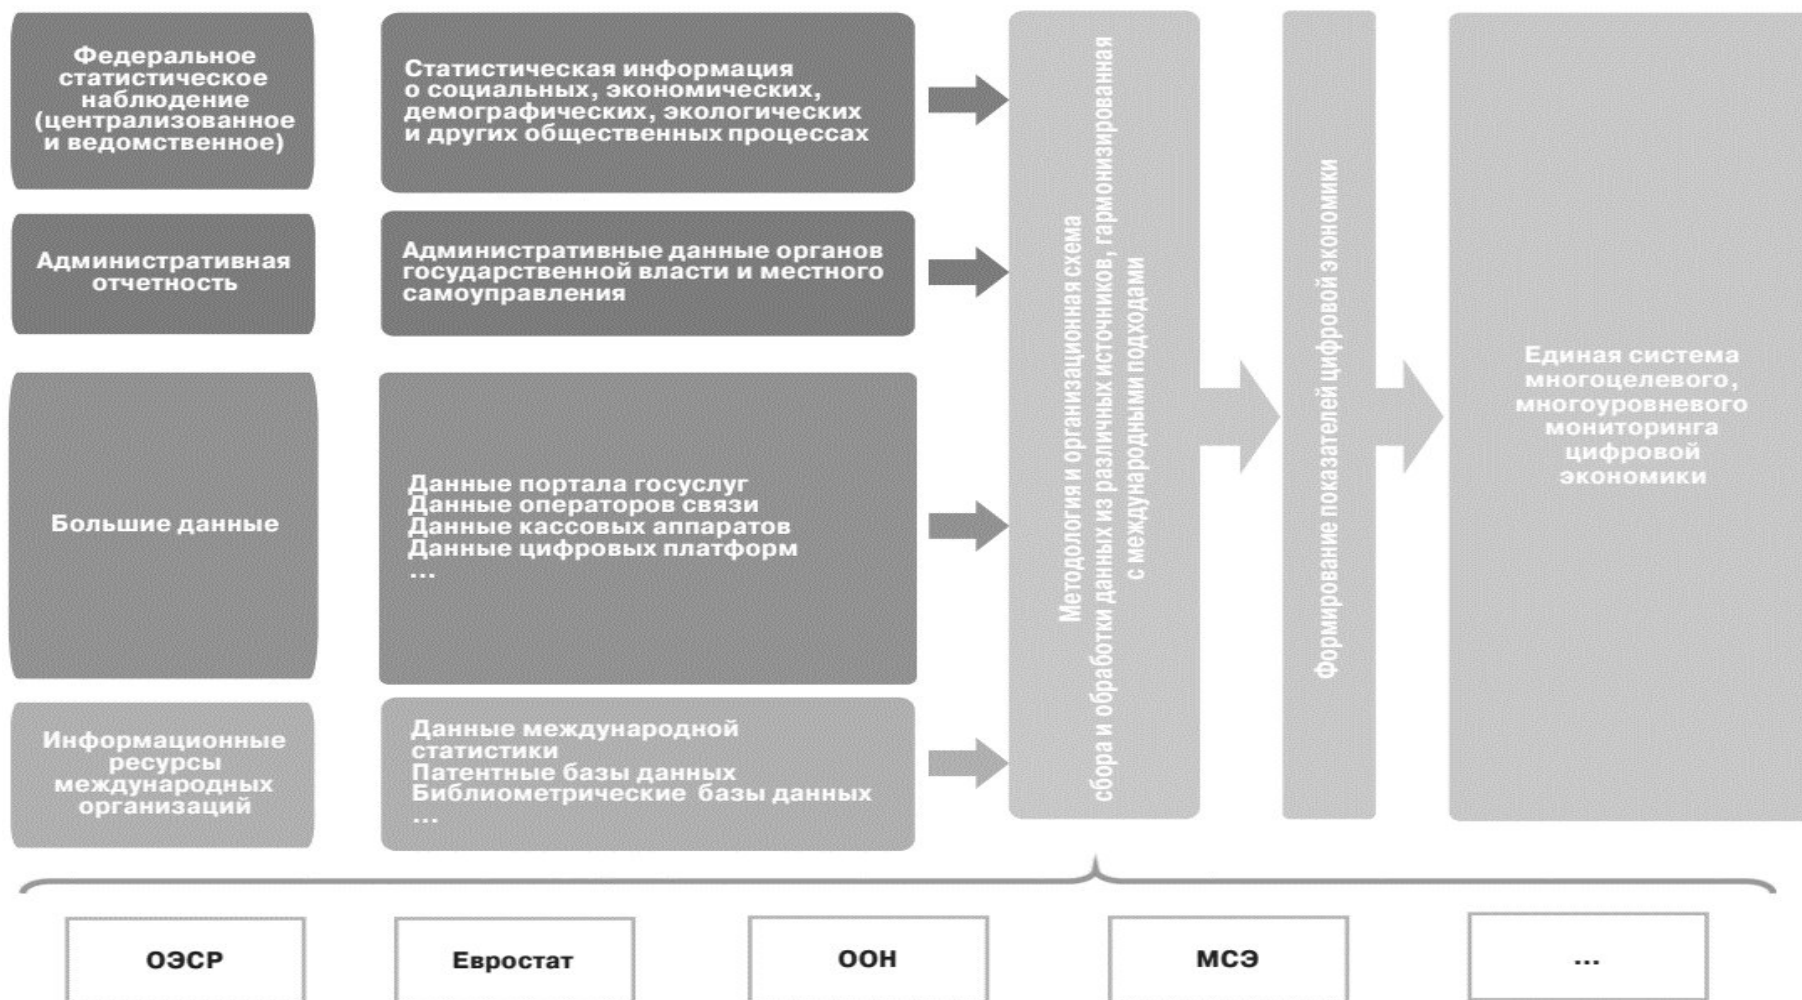 Федеральное
статистическое
наблюдение
(централизованное
и ведомственное)
Статистическая информация
о социальных, экономических,
демографических, экологических
и других общественных процессах
Административная
отчетность
Административные данные органов
государственной власти и местного
самоуправления
Большие данные
Данные портала госуслуг
Данные операторов связи
Данные кассовых аппаратов
Данные цифровых платформ
...
Информационные
ресурсы
международных
организаций
Данные международной
статистики
Патентные базы данных
Библиометрические базы данных
...
Методология и организационная схема
сбора и обработки данных из различных источников, гармонизированная
с международными подходами
Формирование показателей цифровой экономики
Единая система
многоцелевого,
многоуровневого
мониторинга
цифровой
экономики
ОЭСР
Евростат
ООН
МСЭ
...